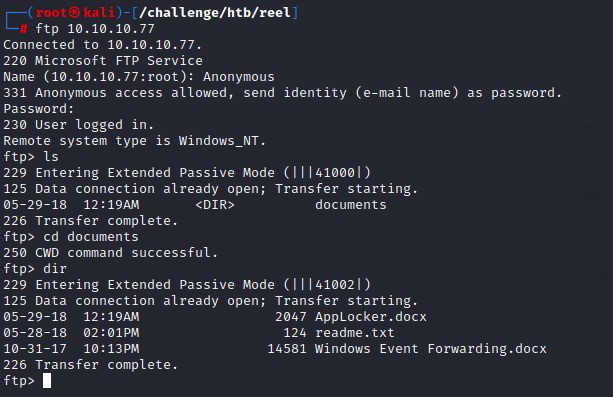 ┌──(root㉿kali)-[/challenge/htb/reel]
└─# ftp 10.10.10.77
Connected to 10.10.10.77.
220 Microsoft FTP Service
Name (10.10.10.77:root): Anonymous
331 Anonymous access allowed, send identity (e-mail name) as password.
Password:
230 User logged in.
Remote system type is Windows_NT.
ftp> ls
229 Entering Extended Passive Mode (|||41000|)
125 Data connection already open; Transfer starting.
05-29-18  12:19AM       <DIR>          documents
226 Transfer complete.
ftp> cd documents
250 CWD command successful.
ftp> dir
229 Entering Extended Passive Mode (|||41002|)
125 Data connection already open; Transfer starting.
05-29-18  12:19AM                 2047 AppLocker.docx
05-28-18  02:01PM                  124 readme.txt
10-31-17  10:13PM                14581 Windows Event Forwarding.docx
226 Transfer complete.
ftp>